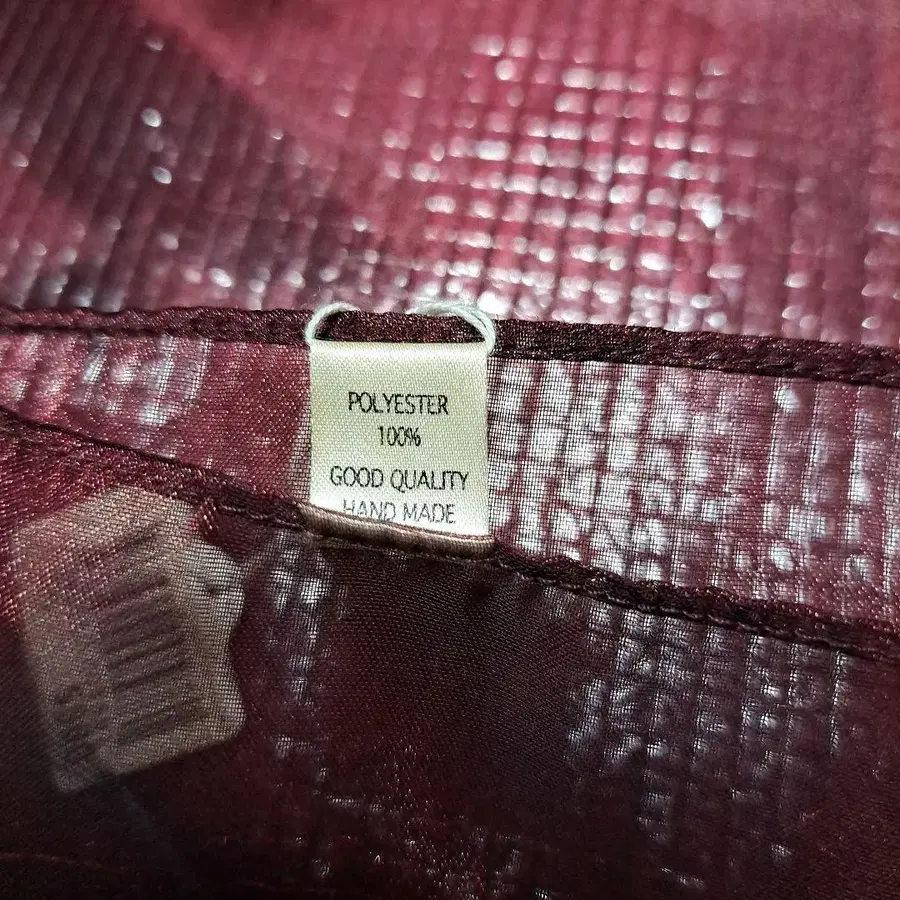 POLYESTER
100%
GOOD QUALITY
HAND MADE